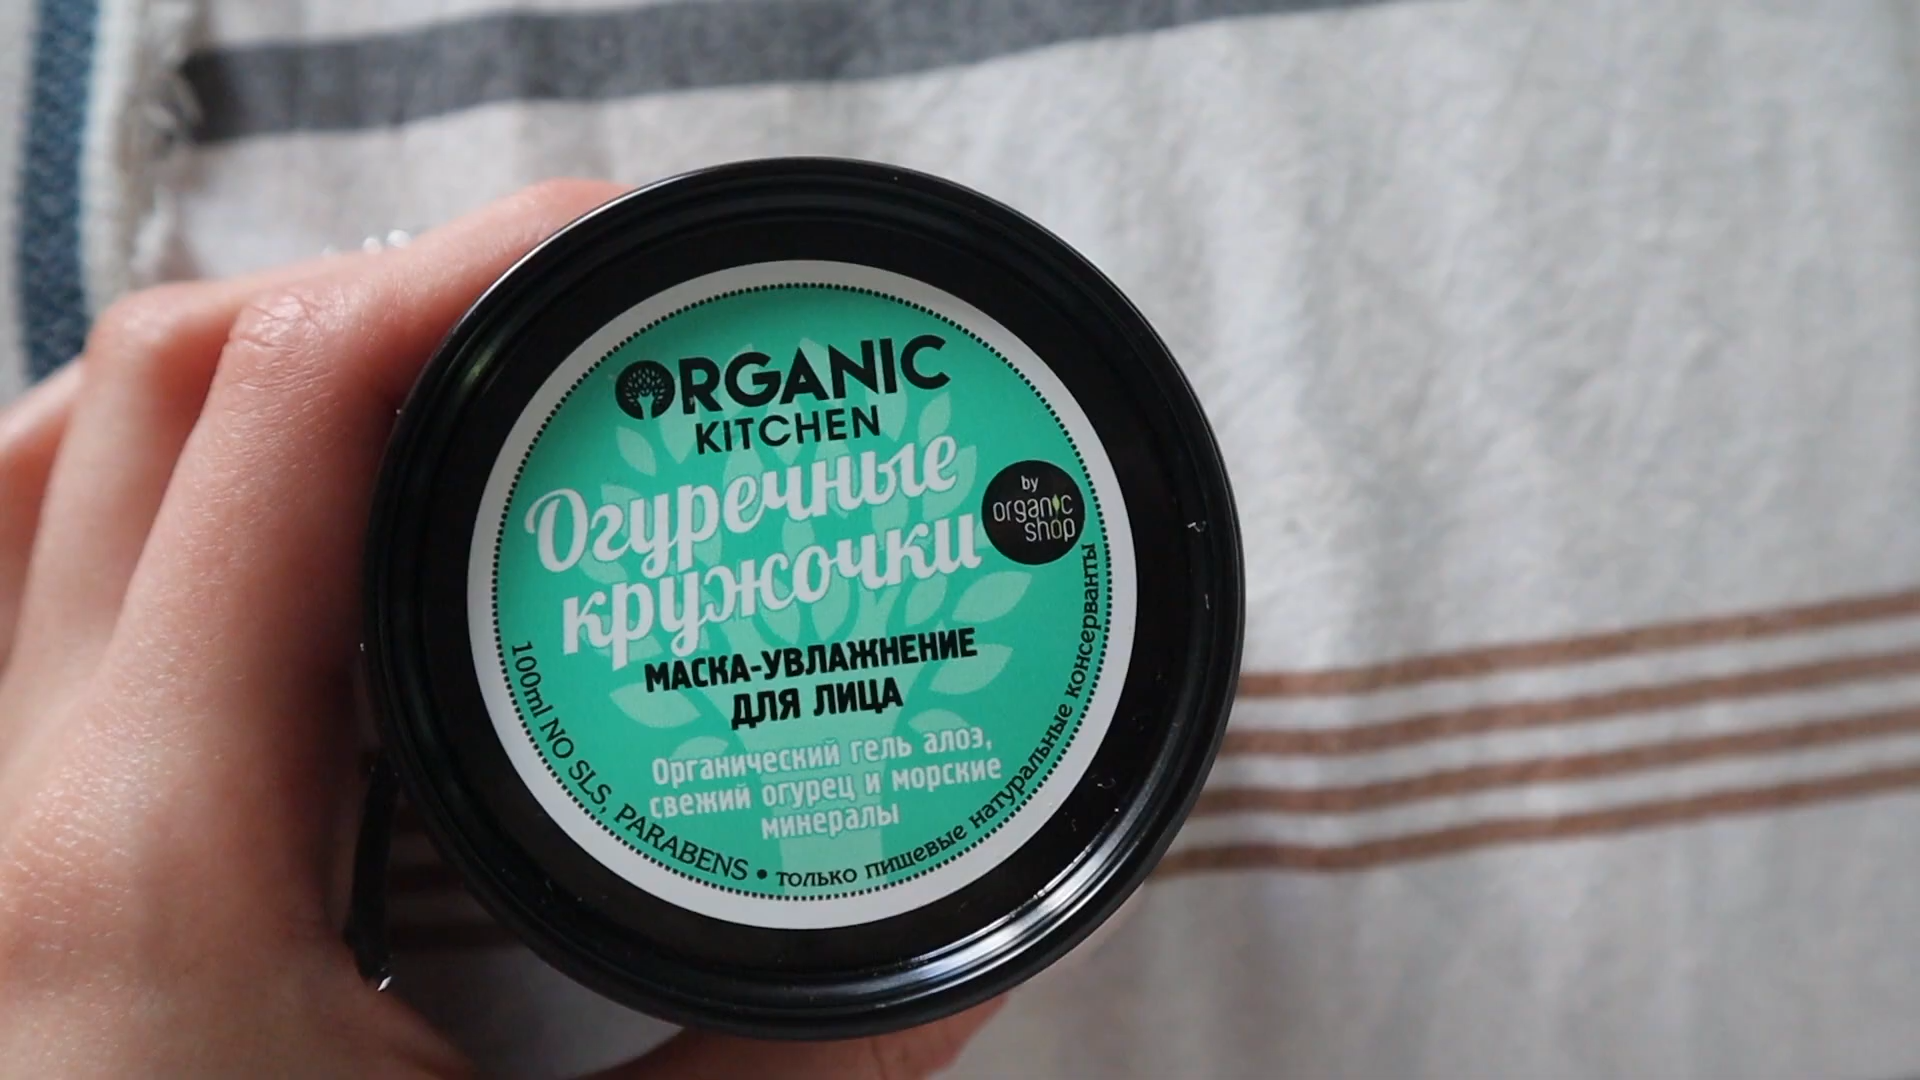 ORGANIC
KITCHEN
Огуречные
кружочки
by
organic
shop
МАСКА-УВЛАЖНЕНИЕ
ДЛЯ ЛИЦА
Органический гель алоэ,
свежий огурец и морские
минералы
100ml NO SLS, PARABENS • только пищевые натуральные консерванты